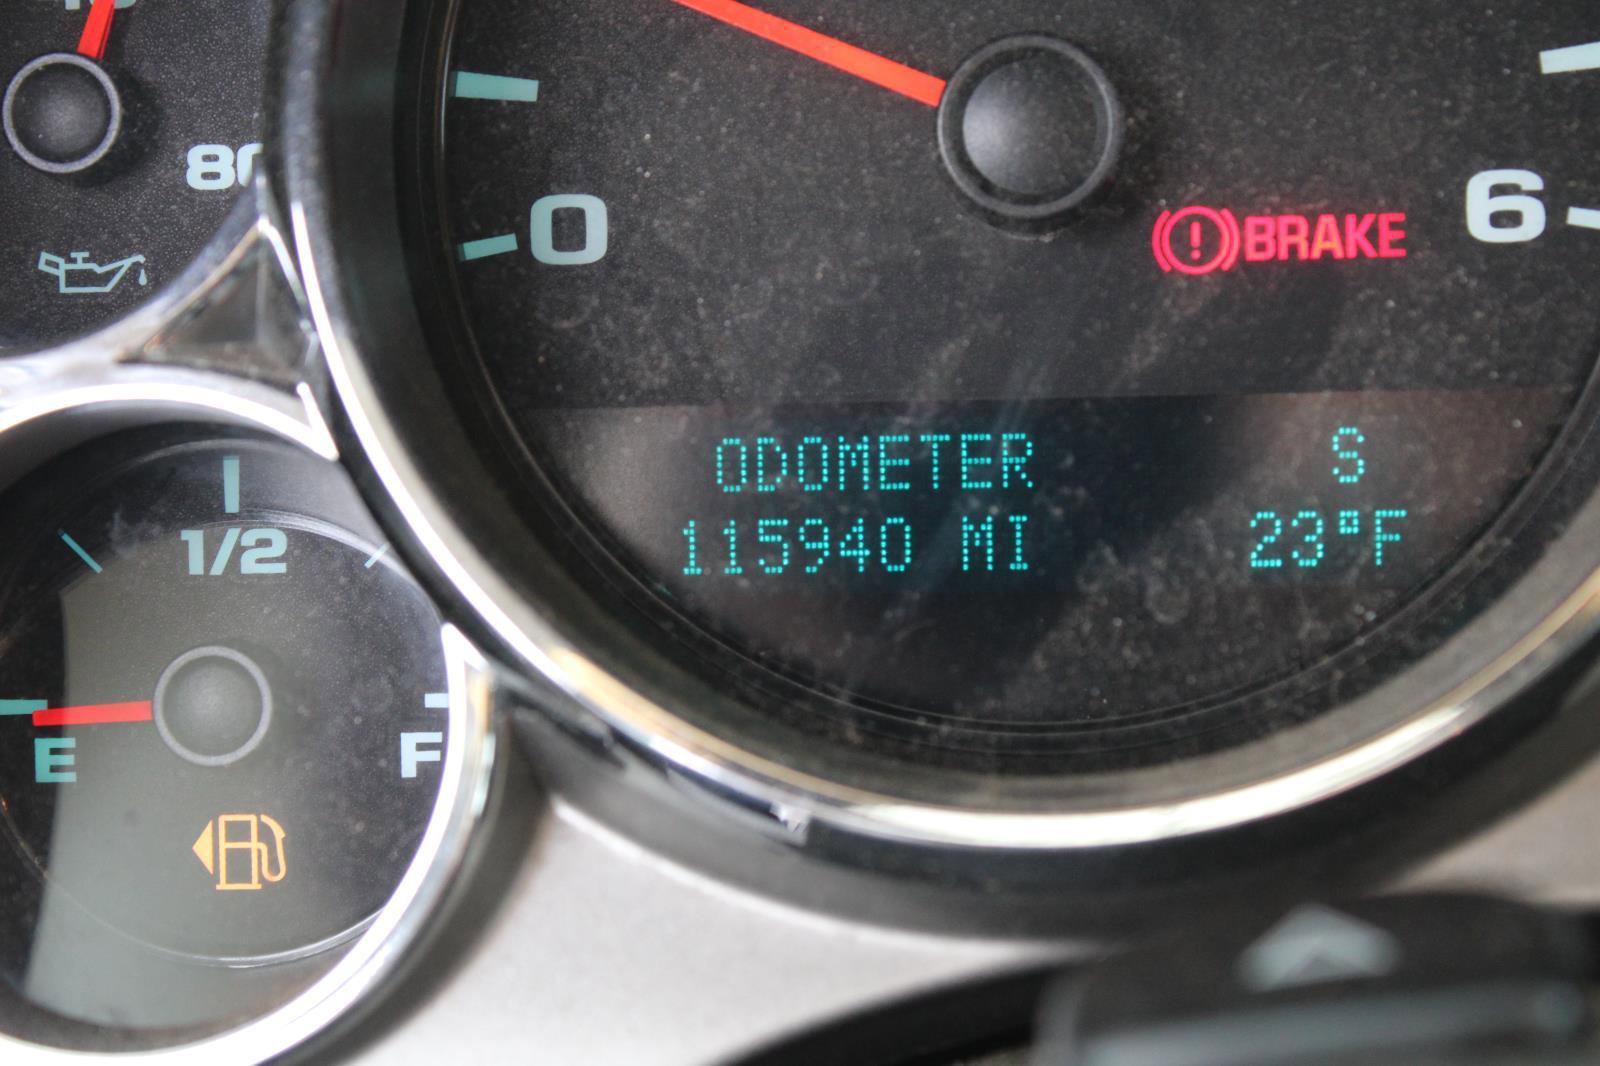 80
0
BRAKE
6
ODOMETER S
115940 MI 23°F
1/2
E F